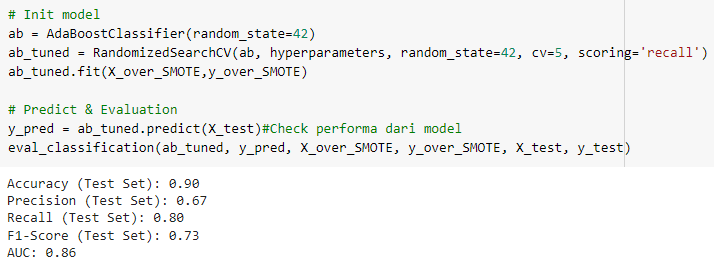 # Init model
ab = AdaBoostClassifier(random_state=42)
ab_tuned = RandomizedSearchCV(ab, hyperparameters, random_state=42, cv=5, scoring='recall')
ab_tuned.fit(X_over_SMOTE,y_over_SMOTE)
# Predict & Evaluation
y_pred = ab_tuned.predict(X_test)#Check performa dari model
eval_classification(ab_tuned, y_pred, X_over_SMOTE, y_over_SMOTE, X_test, y_test)
Accuracy (Test Set): 0.90
Precision (Test Set): 0.67
Recall (Test Set): 0.80
F1-Score (Test Set): 0.73
AUC: 0.86